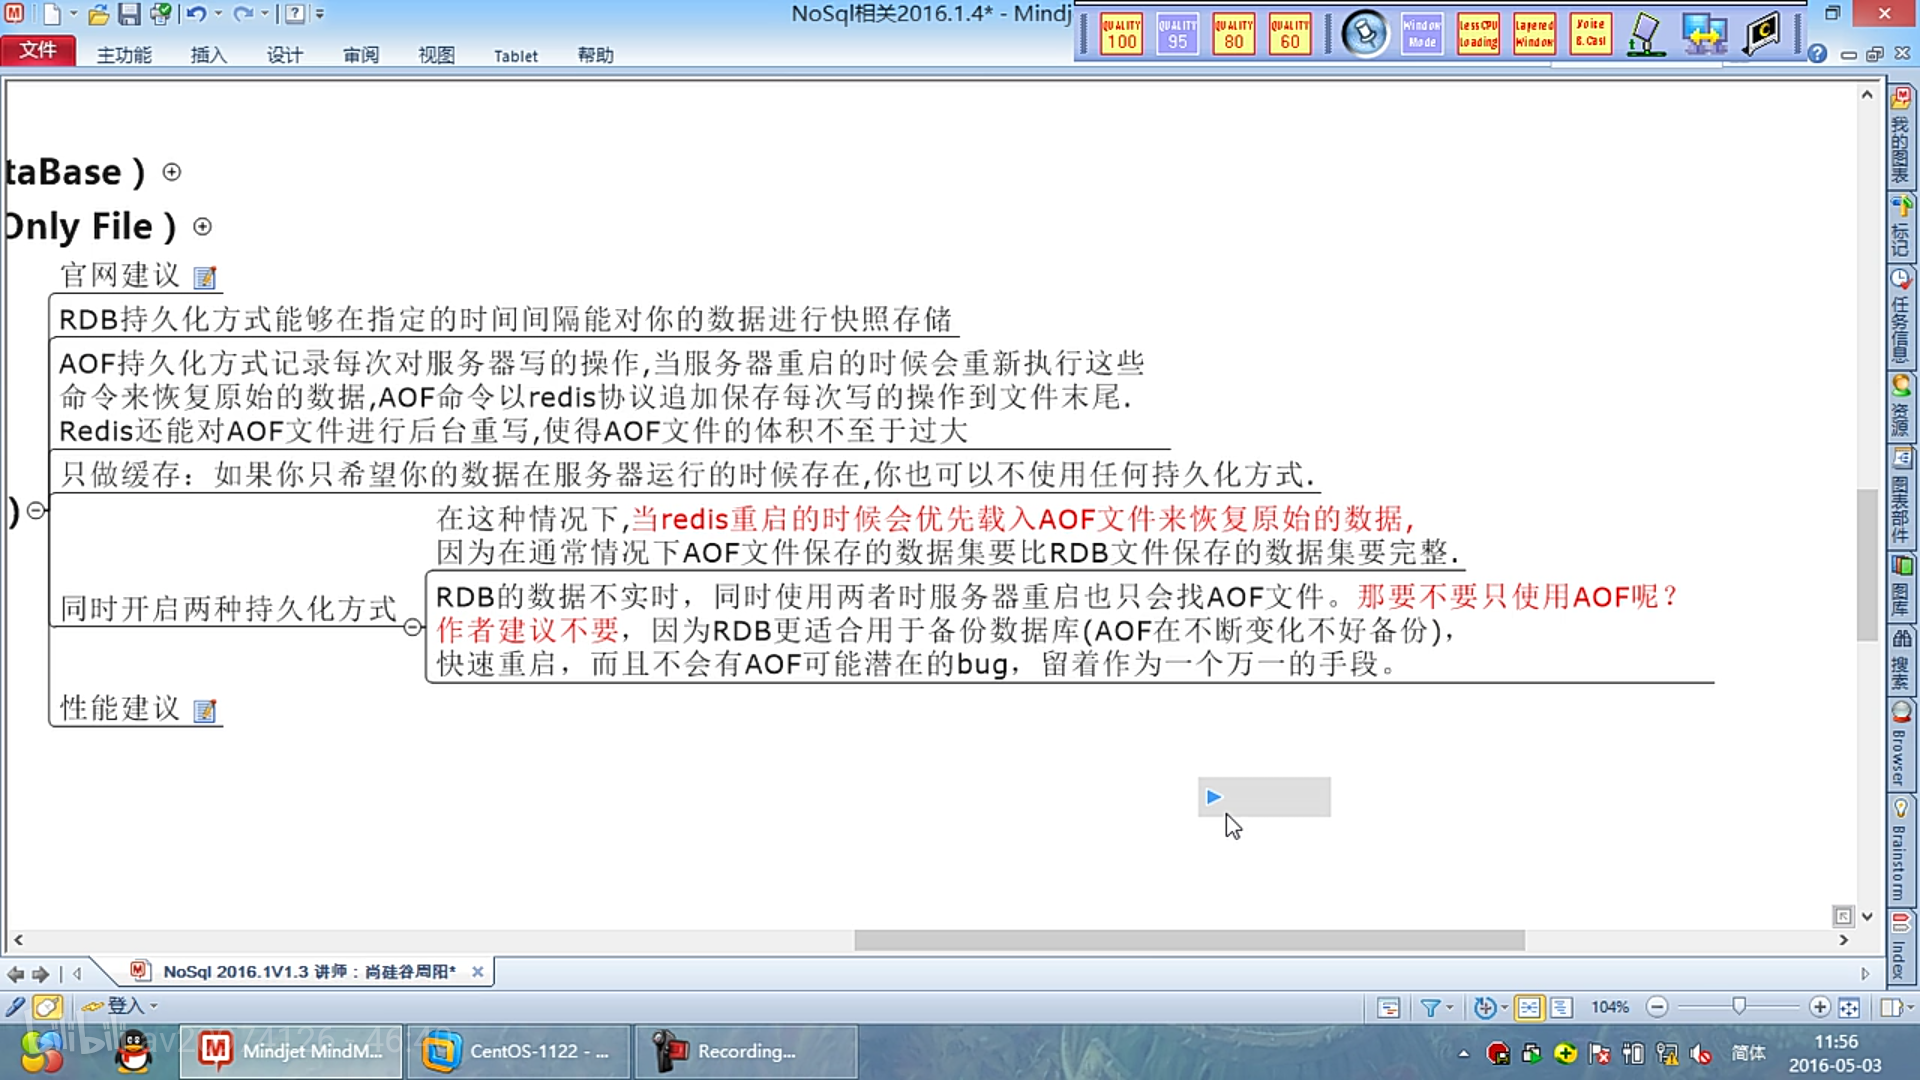 NoSql相关2016.1.4* - Mindj
QUALITY 100
QUALITY 95
QUALITY 80
QUALITY 60
Window Mode
Less CPU Loading
Layered Window
文件 主功能 插入 设计 审阅 视图 Tablet 帮助
taBase )
Only File )
官网建议
RDB持久化方式能够在指定的时间间隔能对你的数据进行快照存储
AOF持久化方式记录每次对服务器写的操作,当服务器重启的时候会重新执行这些
命令来恢复原始的数据,AOF命令以redis协议追加保存每次写的操作到文件末尾.
Redis还能对AOF文件进行后台重写,使得AOF文件的体积不至于过大
只做缓存：如果你只希望你的数据在服务器运行的时候存在,你也可以不使用任何持久化方式.
)
同时开启两种持久化方式
在这种情况下,当redis重启的时候会优先载入AOF文件来恢复原始的数据,
因为在通常情况下AOF文件保存的数据集要比RDB文件保存的数据集要完整.
RDB的数据不实时，同时使用两者时服务器重启也只会找AOF文件。那要不要只使用AOF呢？
作者建议不要，因为RDB更适合用于备份数据库(AOF在不断变化不好备份)，
快速重启，而且不会有AOF可能潜在的bug，留着作为一个万一的手段。
性能建议
我的图表
标记
任务信息
资源
图表部件
图库
搜索
Browser
Brainstorm
Index
NoSql 2016.1V1.3 讲师：尚硅谷周阳*
登入
104%
Mindjet MindM...
CentOS-1122 - ...
Recording...
简体
11:56
2016-05-03